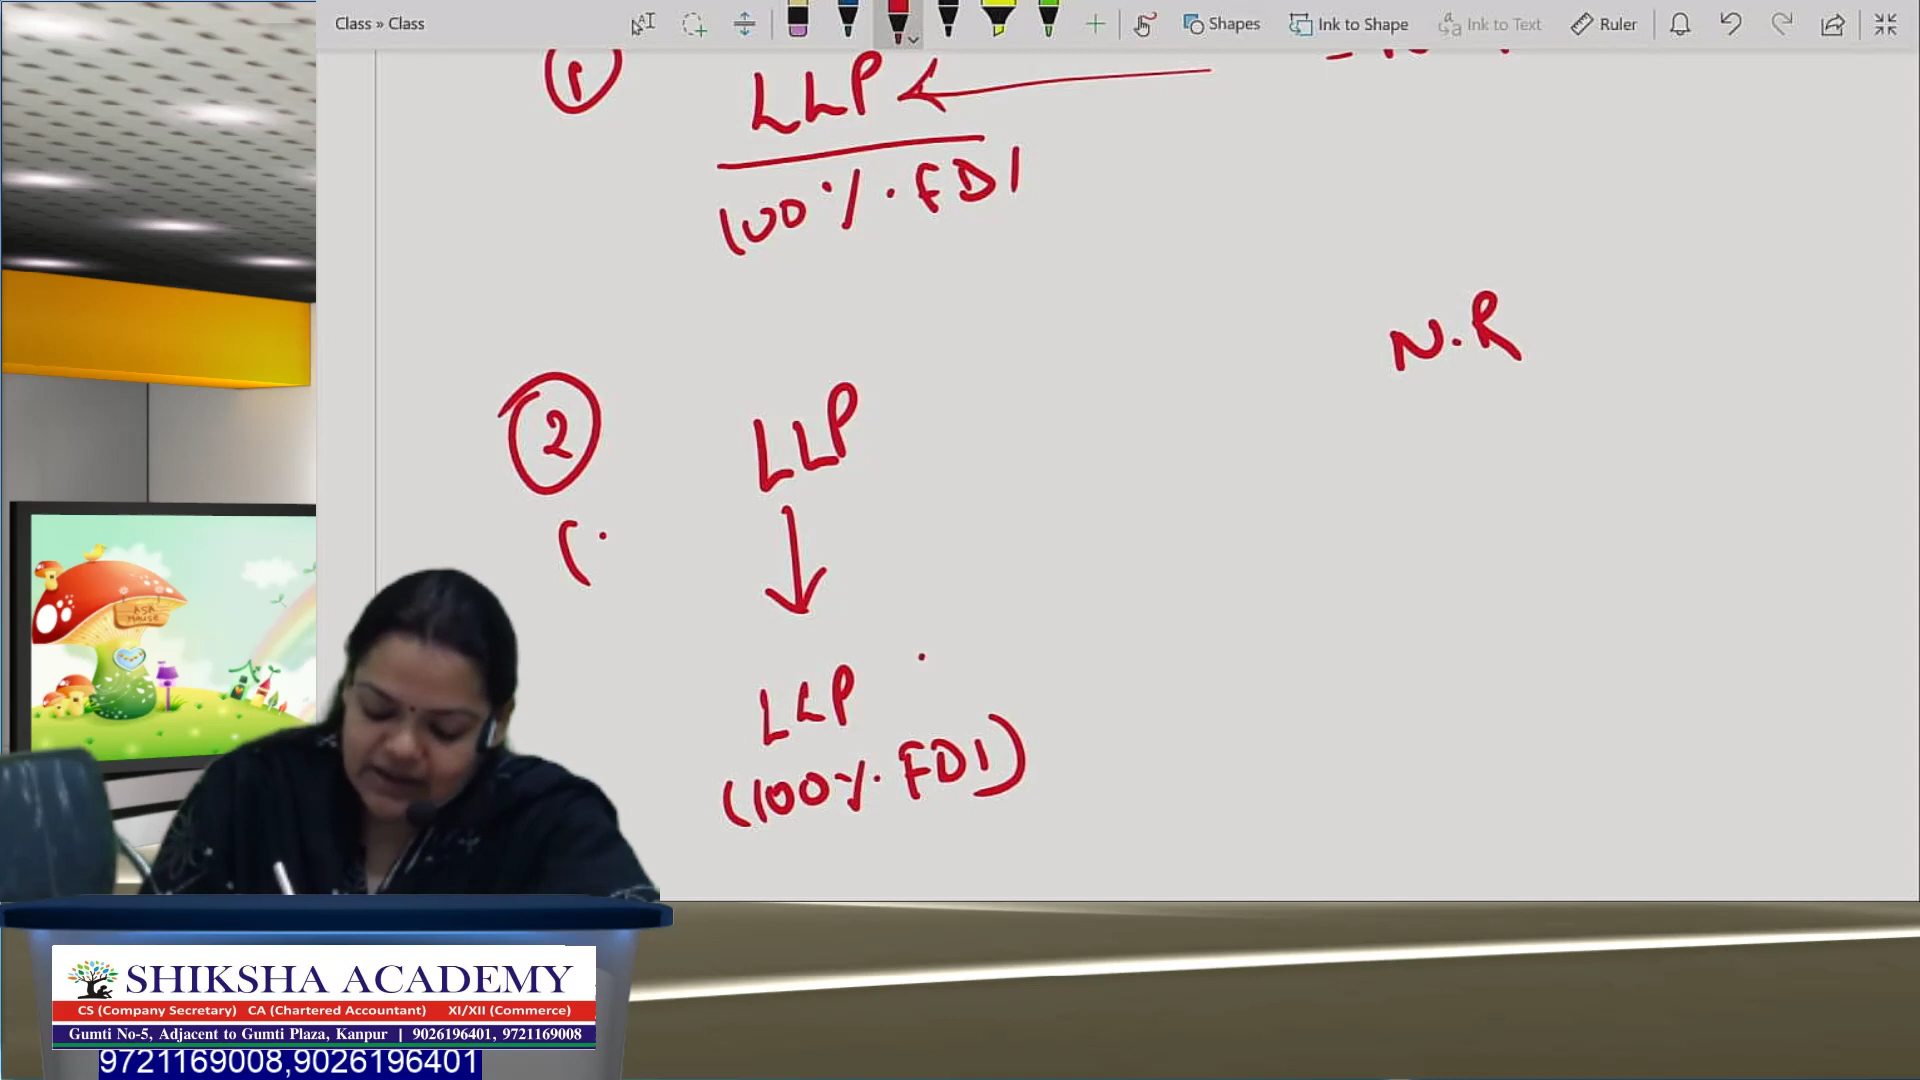 Class » Class
Shapes
Ink to Shape
Ink to Text
Ruler
1
LLP
100%. FDI
N.R
2
LLP
LLP
(100%. FDI)
ASA
HAUSE
SHIKSHA ACADEMY
CS (Company Secretary) CA (Chartered Accountant) XI/XII (Commerce)
Gumti No-5, Adjacent to Gumti Plaza, Kanpur | 9026196401, 9721169008
9721169008,9026196401